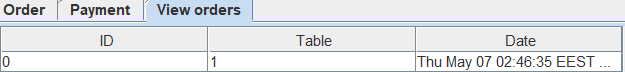 Order Payment View orders
ID Table Date
0 1 Thu May 07 02:46:35 EEST ...